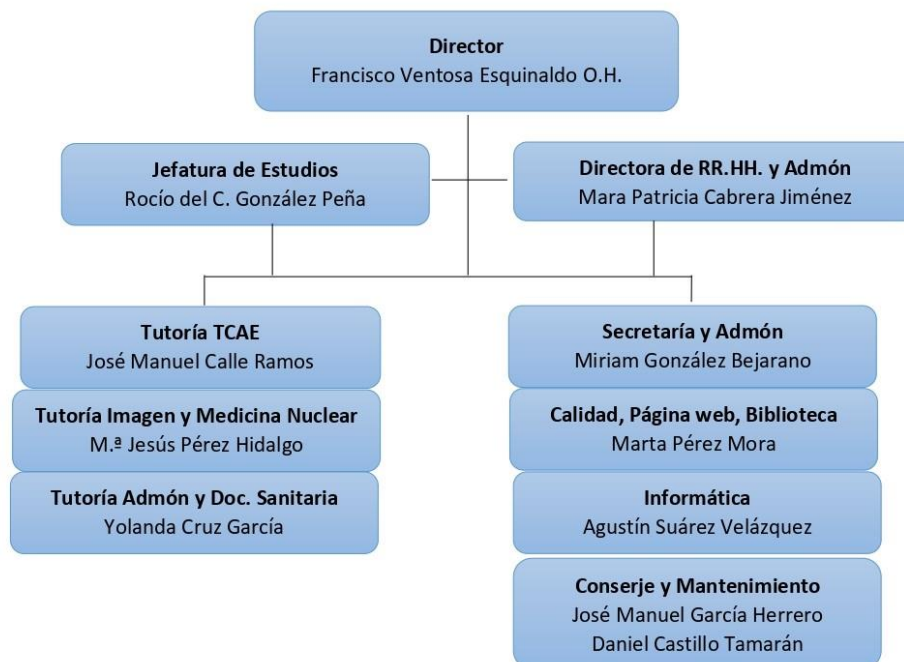 Director
Francisco Ventosa Esquinaldo O.H.
Jefatura de Estudios
Rocío del C. González Peña
Directora de RR.HH. y Admón
Mara Patricia Cabrera Jiménez
Tutoría TCAE
José Manuel Calle Ramos
Tutoría Imagen y Medicina Nuclear
M.ª Jesús Pérez Hidalgo
Tutoría Admón y Doc. Sanitaria
Yolanda Cruz García
Secretaría y Admón
Miriam González Bejarano
Calidad, Página web, Biblioteca
Marta Pérez Mora
Informática
Agustín Suárez Velázquez
Conserje y Mantenimiento
José Manuel García Herrero
Daniel Castillo Tamarán